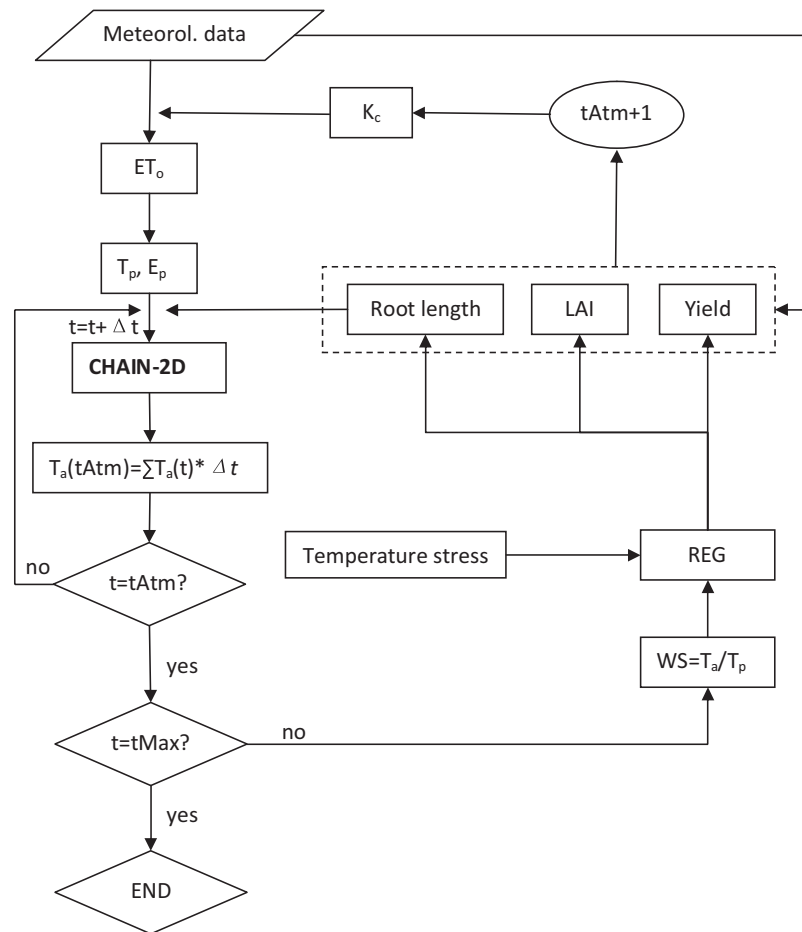 Meteorol. data
K_c
tAtm+1
ET_o
T_p, E_p
Root length
LAI
Yield
t=t+ Δ t
CHAIN-2D
T_a(tAtm)=∑T_a(t)* Δ t
Temperature stress
REG
no
t=tAtm?
yes
WS=T_a/T_p
t=tMax?
no
yes
END